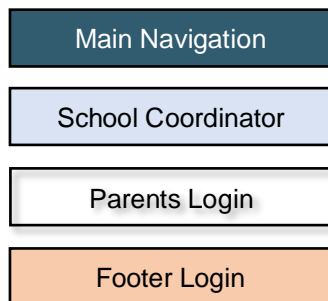 Main Navigation
School Coordinator
Parents Login
Footer Login